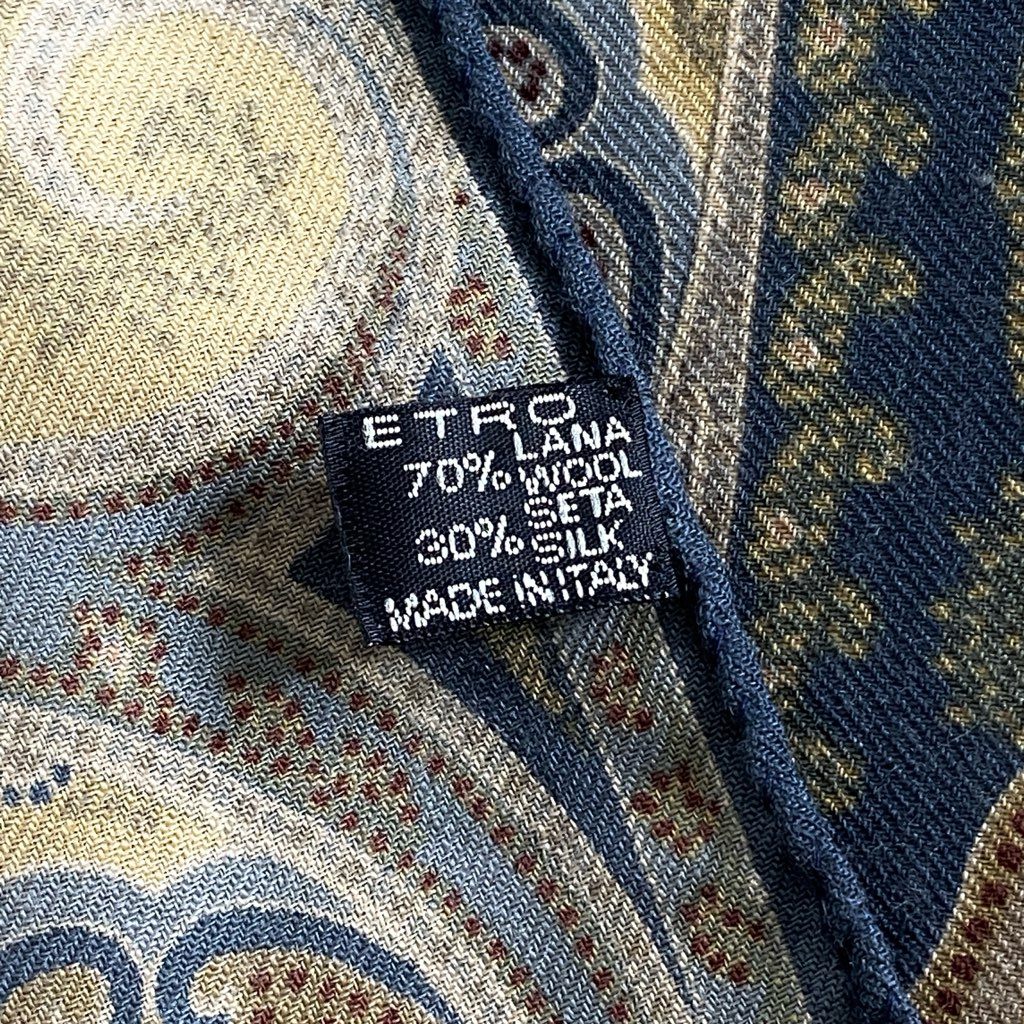 ETRO
LANA
70% WOOL
SETA
30% SILK
MADE IN ITALY